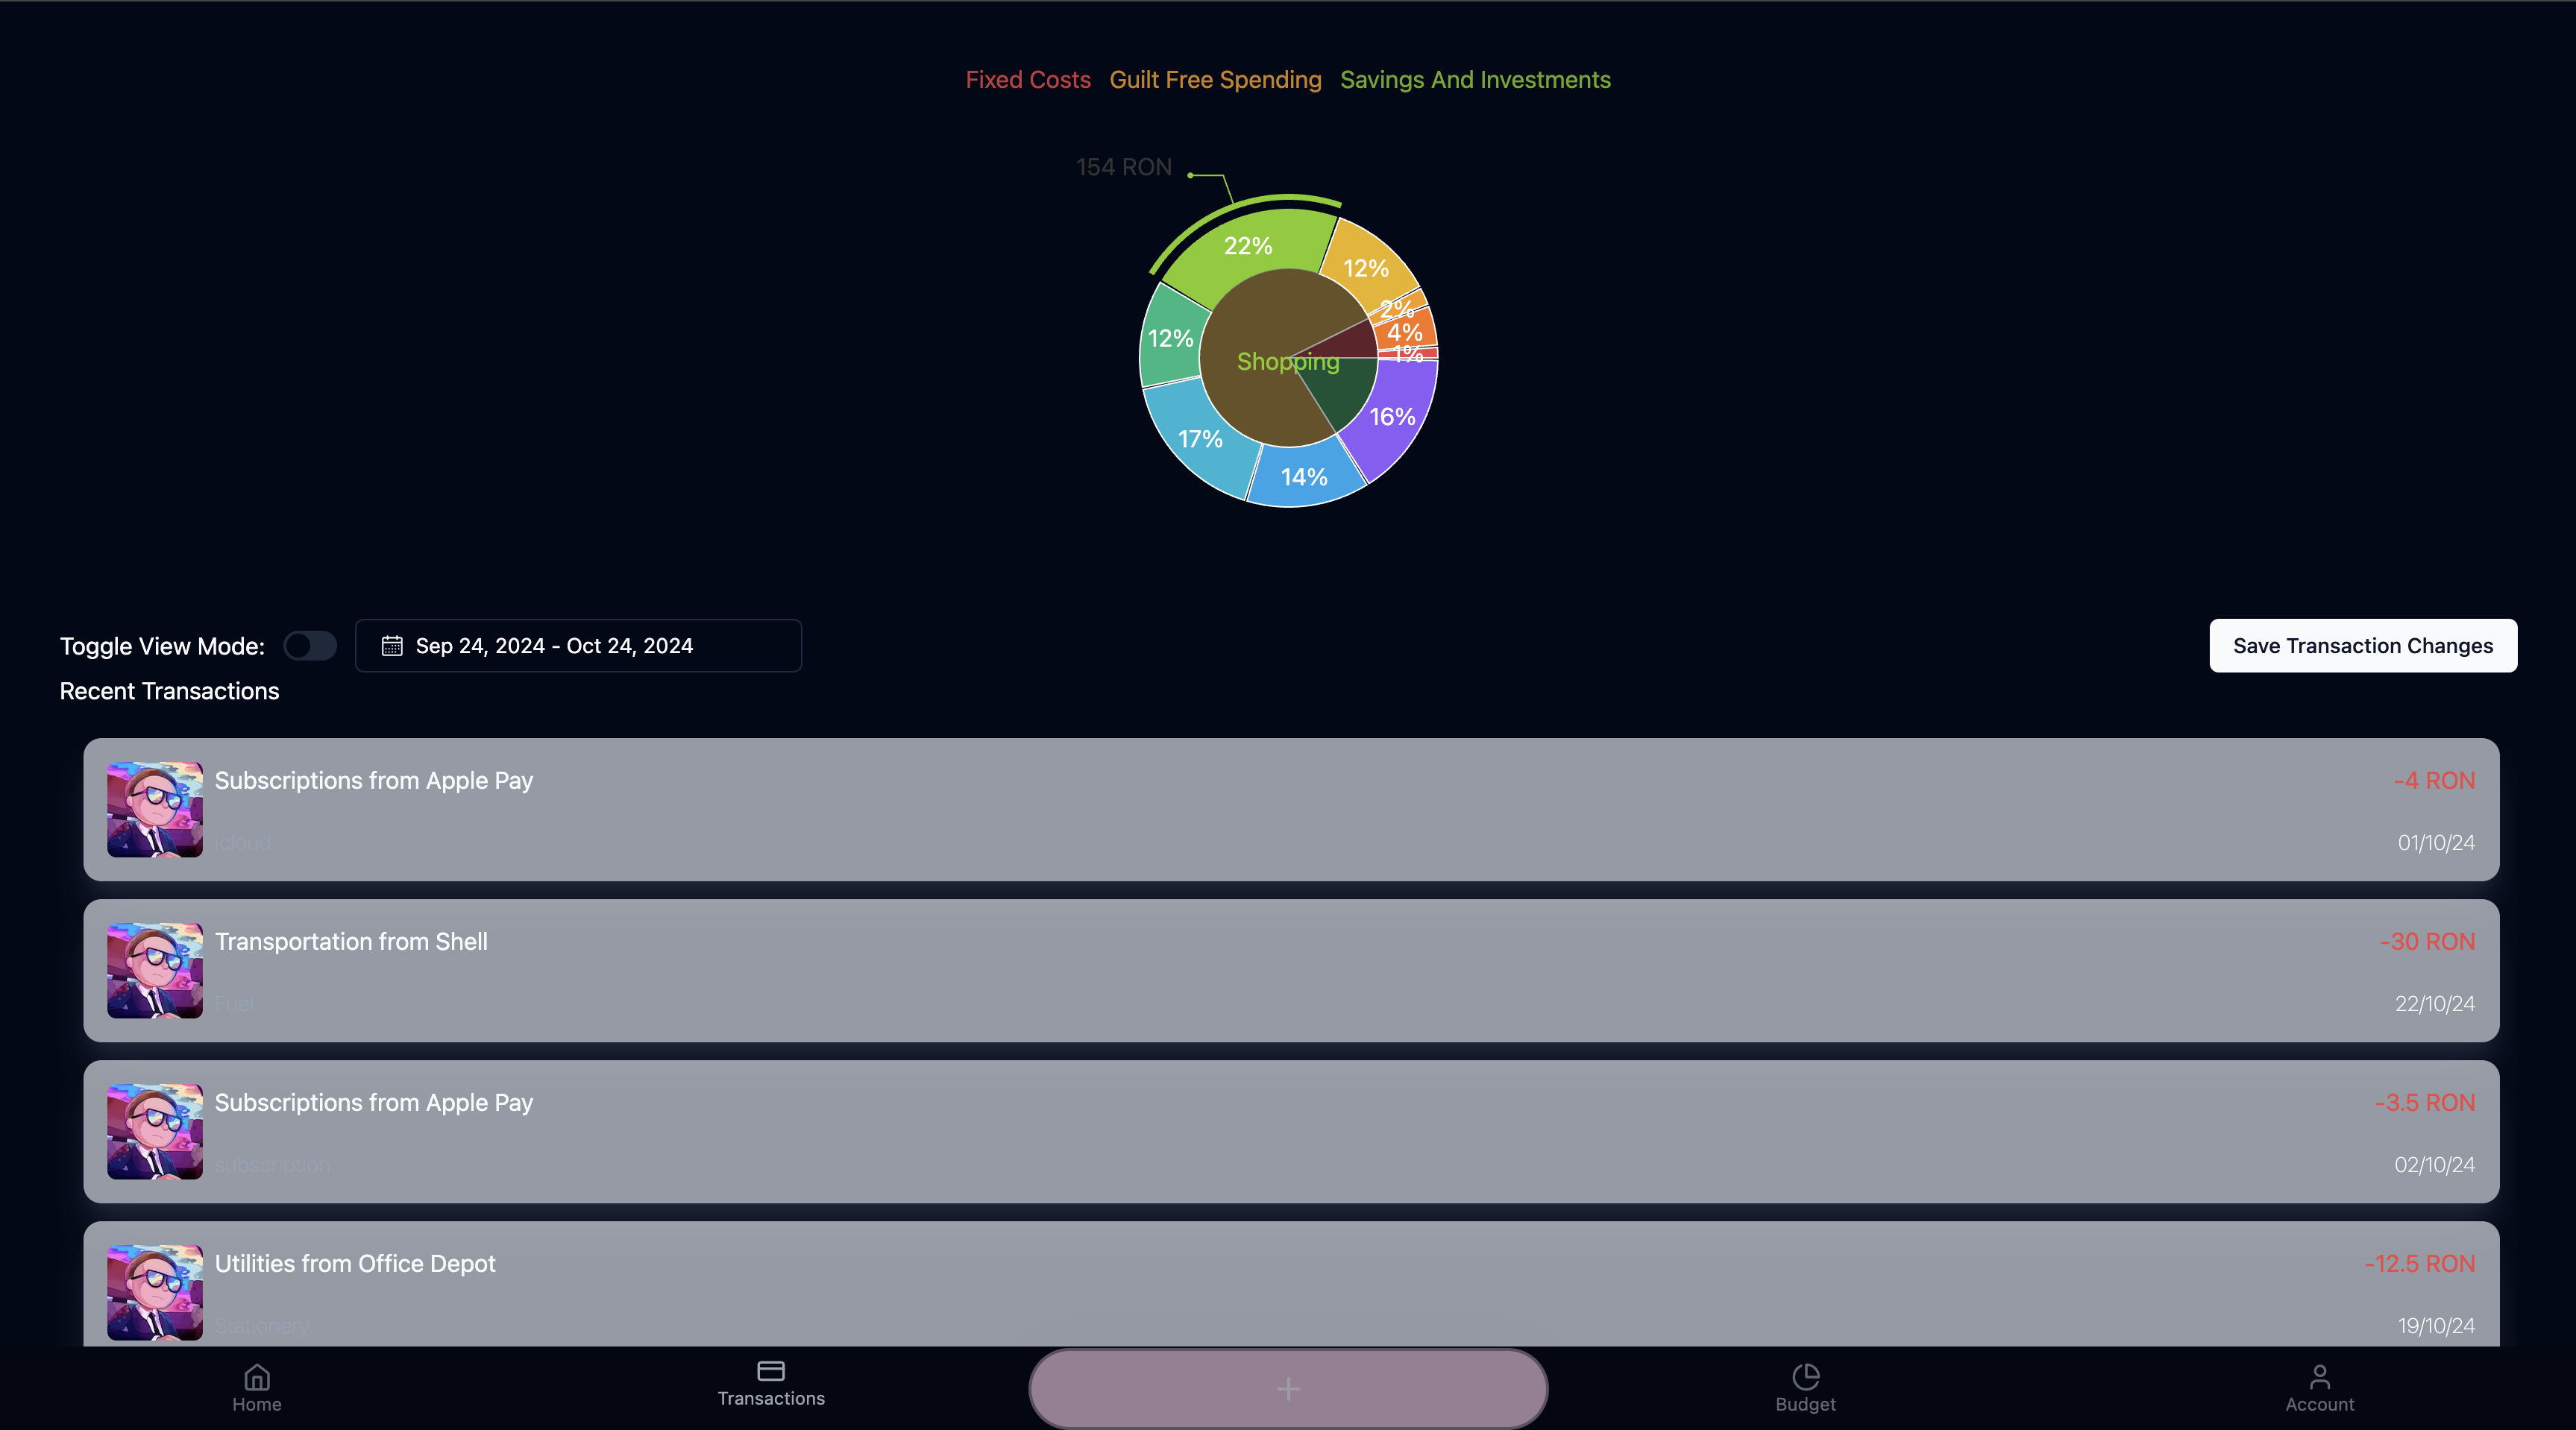 Fixed Costs Guilt Free Spending Savings And Investments
154 RON
22%
12%
2%
4%
1%
12%
Shopping
16%
17%
14%
Toggle View Mode: Sep 24, 2024 - Oct 24, 2024 Save Transaction Changes
Recent Transactions
Subscriptions from Apple Pay -4 RON
icloud 01/10/24
Transportation from Shell -30 RON
Fuel 22/10/24
Subscriptions from Apple Pay -3.5 RON
subscription 02/10/24
Utilities from Office Depot -12.5 RON
Stationery 19/10/24
Home Transactions + Budget Account